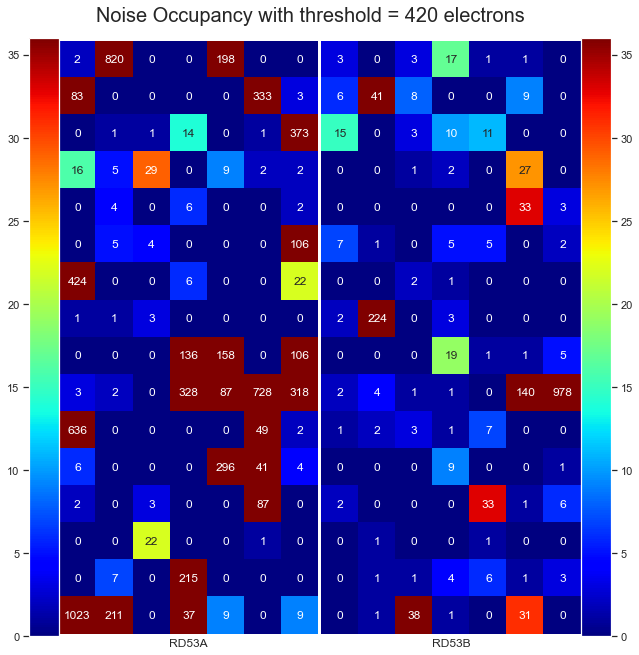 Noise Occupancy with threshold = 420 electrons
35
30
25
20
15
10
5
0
2 820 0 0 198 0 0 3 0 3 17 1 1 0
83 0 0 0 0 333 3 6 41 8 0 0 9 0
0 1 1 14 0 1 373 15 0 3 10 11 0 0
16 5 29 0 9 2 2 0 0 1 2 0 27 0
0 4 0 6 0 0 2 0 0 0 0 0 33 3
0 5 4 0 0 0 106 7 1 0 5 5 0 2
424 0 0 6 0 0 22 0 0 2 1 0 0 0
1 1 3 0 0 0 0 2 224 0 3 0 0 0
0 0 0 136 158 0 106 0 0 0 19 1 1 5
3 2 0 328 87 728 318 2 4 1 1 0 140 978
636 0 0 0 0 49 2 1 2 3 1 7 0 0
6 0 0 0 296 41 4 0 0 0 9 0 0 1
2 0 3 0 0 87 0 2 0 0 0 33 1 6
0 0 22 0 0 1 0 0 1 0 0 1 0 0
0 7 0 215 0 0 0 0 1 1 4 6 1 3
1023 211 0 37 9 0 9 0 1 38 1 0 31 0
35
30
25
20
15
10
5
0
RD53A RD53B